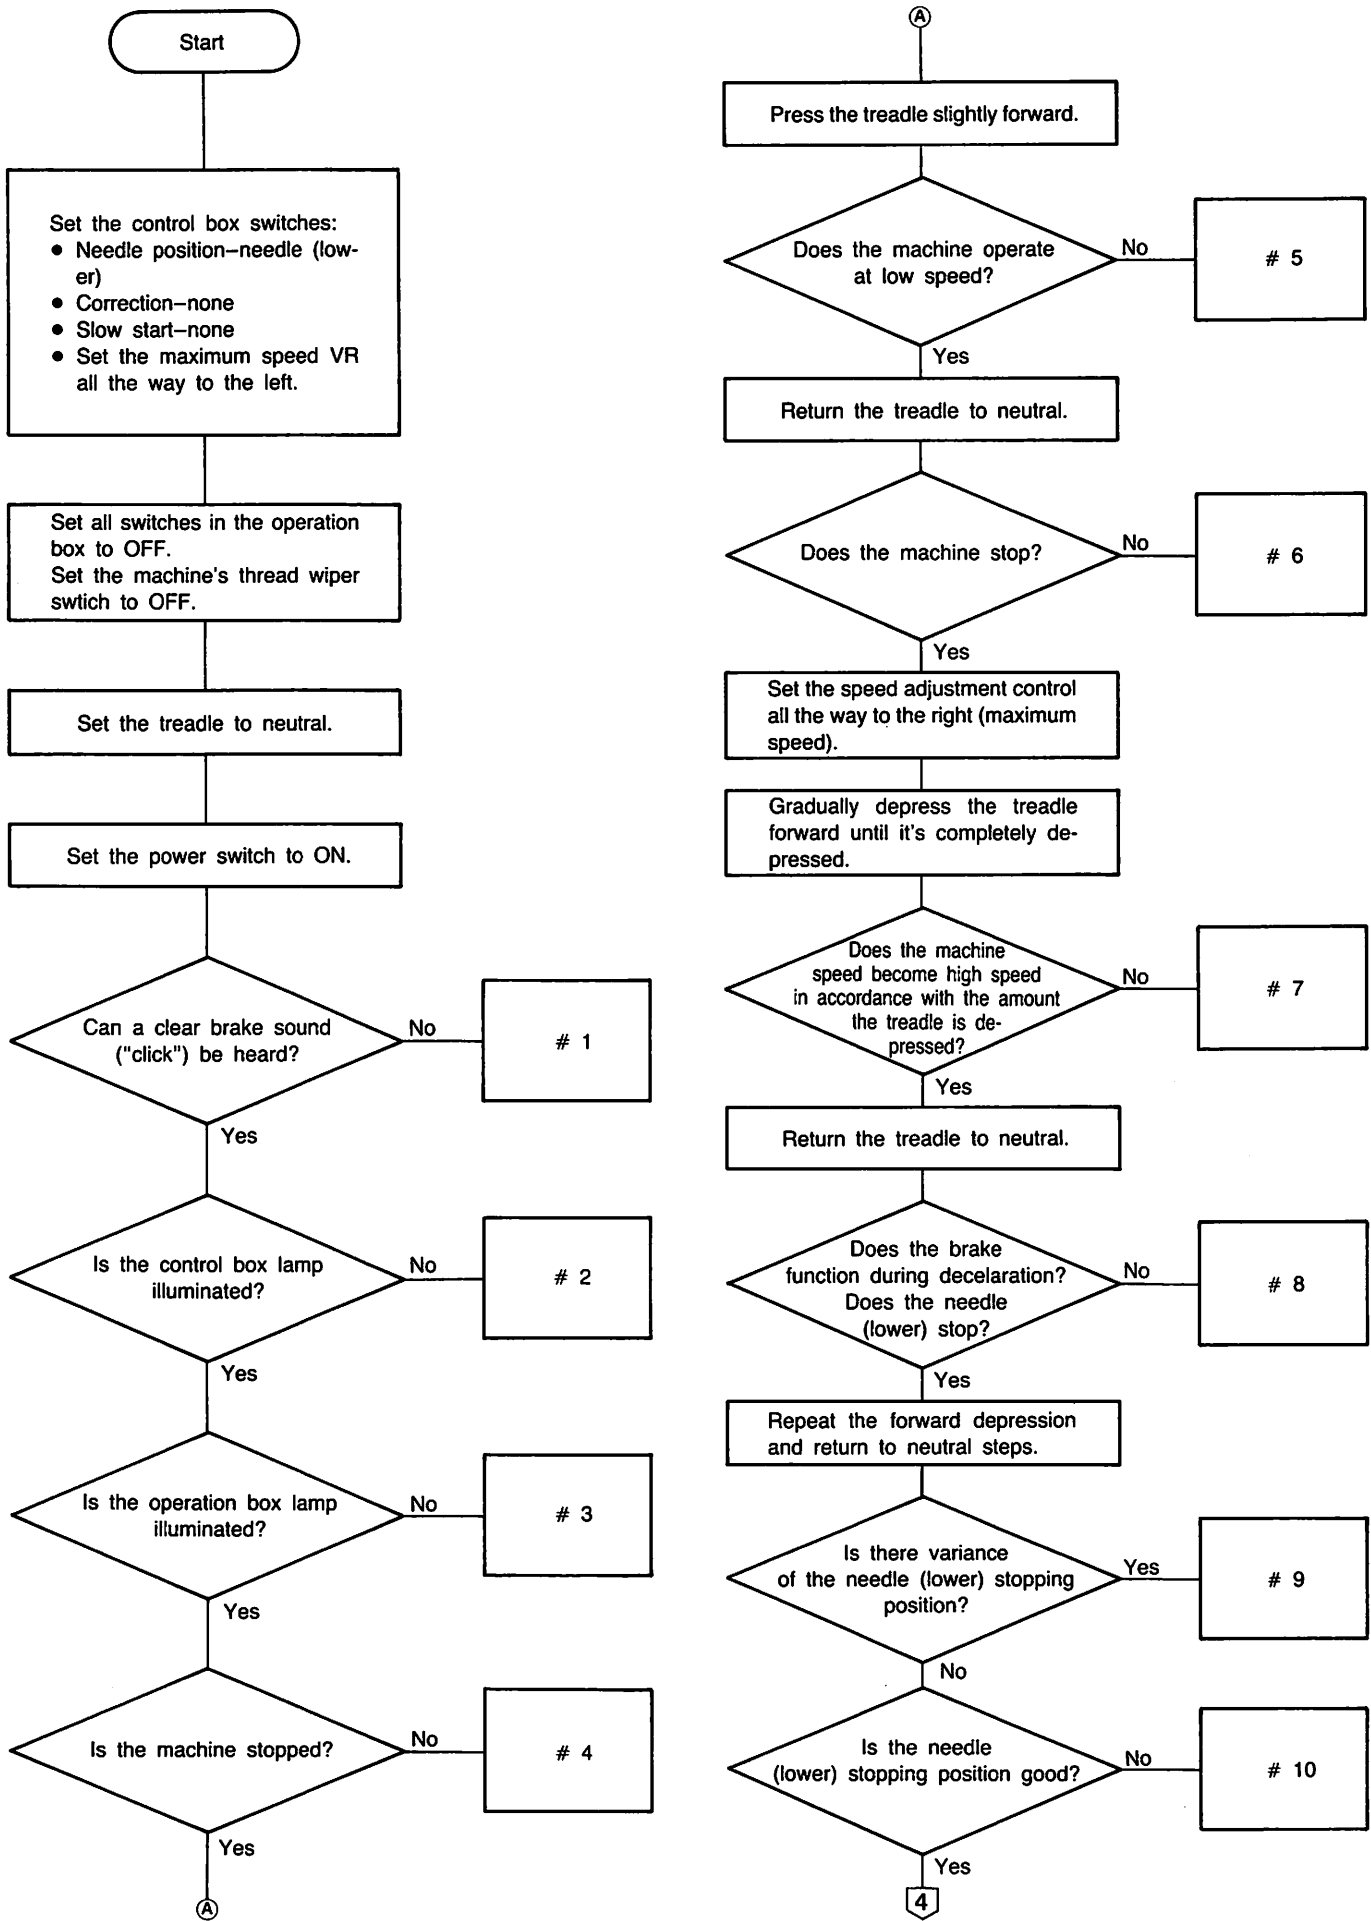 Start
Set the control box switches:
● Needle position–needle (low-
er)
● Correction–none
● Slow start–none
● Set the maximum speed VR
all the way to the left.
Set all switches in the operation
box to OFF.
Set the machine's thread wiper
swtich to OFF.
Set the treadle to neutral.
Set the power switch to ON.
Can a clear brake sound
("click") be heard?
No
# 1
Yes
Is the control box lamp
illuminated?
No
# 2
Yes
Is the operation box lamp
illuminated?
No
# 3
Yes
Is the machine stopped?
No
# 4
Yes
A
A
Press the treadle slightly forward.
Does the machine operate
at low speed?
No
# 5
Yes
Return the treadle to neutral.
Does the machine stop?
No
# 6
Yes
Set the speed adjustment control
all the way to the right (maximum
speed).
Gradually depress the treadle
forward until it's completely de-
pressed.
Does the machine
speed become high speed
in accordance with the amount
the treadle is de-
pressed?
No
# 7
Yes
Return the treadle to neutral.
Does the brake
function during decelaration?
Does the needle
(lower) stop?
No
# 8
Yes
Repeat the forward depression
and return to neutral steps.
Is there variance
of the needle (lower) stopping
position?
Yes
# 9
No
Is the needle
(lower) stopping position good?
No
# 10
Yes
4